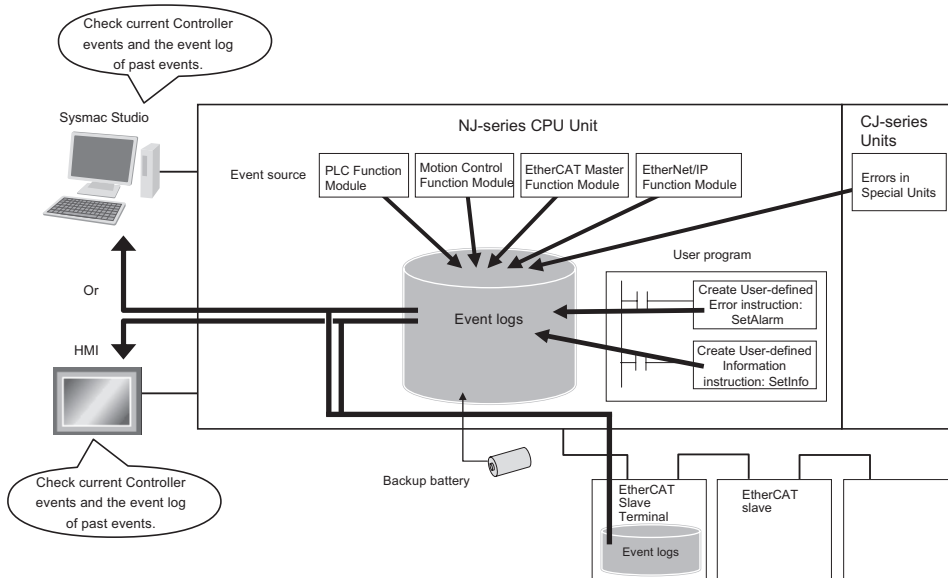 Check current Controller
events and the event log
of past events.
Sysmac Studio
NJ-series CPU Unit
CJ-series
Units
Event source
PLC Function
Module
Motion Control
Function Module
EtherCAT Master
Function Module
EtherNet/IP
Function Module
Errors in
Special Units
User program
Or
Event logs
Create User-defined
Error instruction:
SetAlarm
HMI
Create User-defined
Information
instruction: SetInfo
Backup battery
Check current Controller
events and the event log
of past events.
EtherCAT
Slave
Terminal
Event logs
EtherCAT
slave